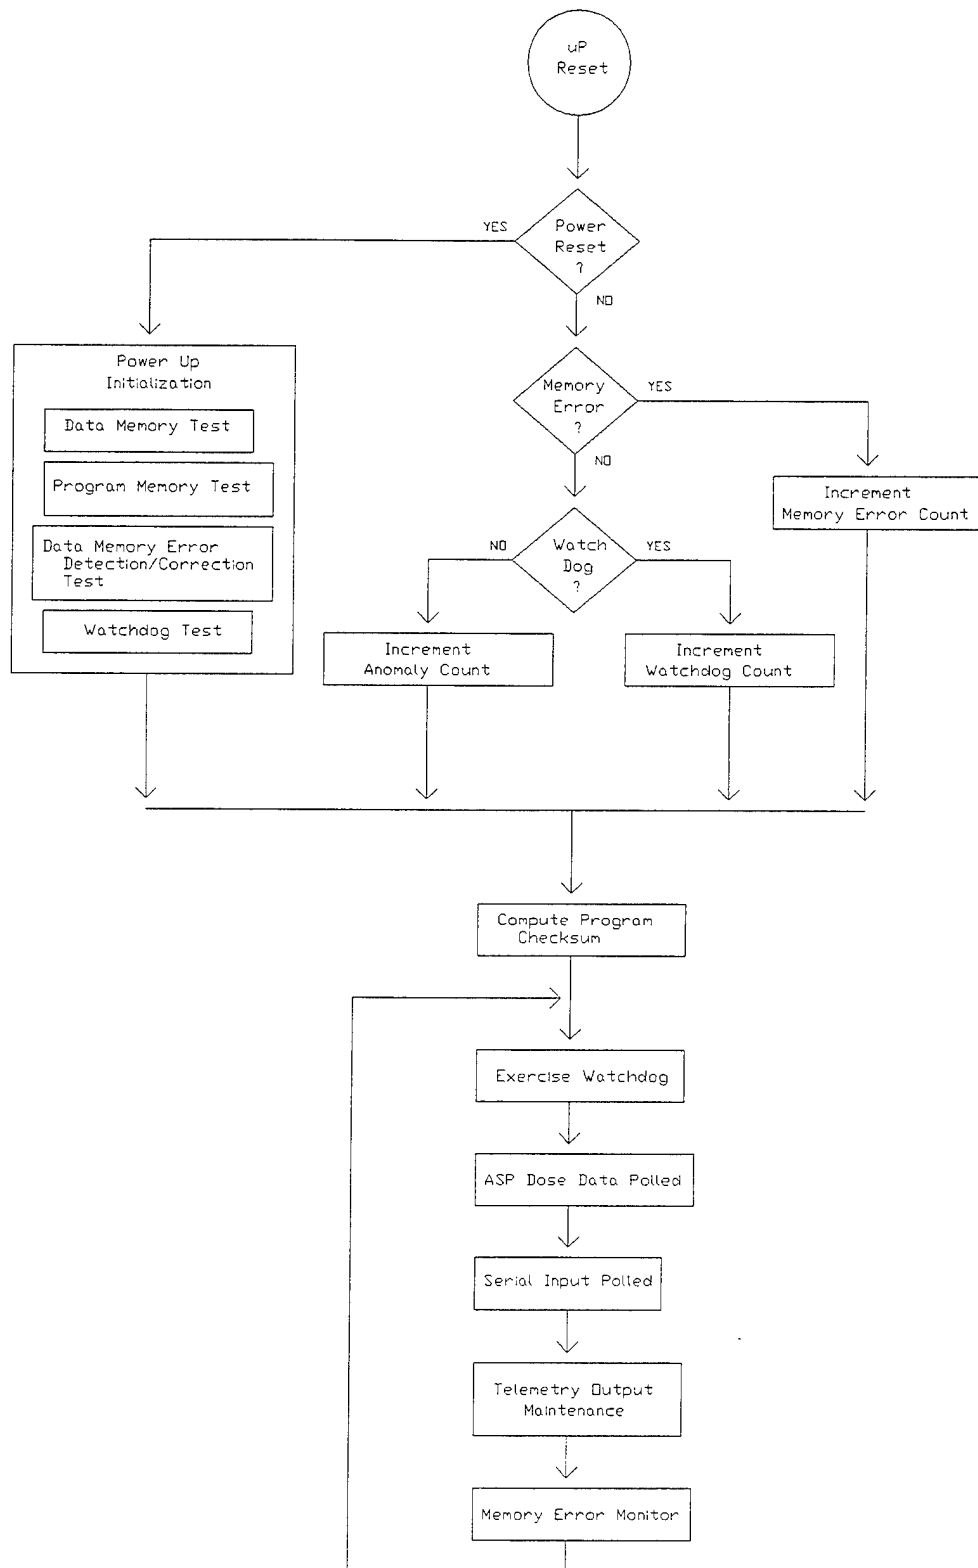 uP
Reset
YES
Power
Reset
?
NO
Power Up
Initialization
Data Memory Test
Program Memory Test
Data Memory Error
Detection/Correction
Test
Watchdog Test
Memory
Error
?
YES
NO
Increment
Memory Error Count
NO
Watch
Dog
?
YES
Increment
Anomaly Count
Increment
Watchdog Count
Compute Program
Checksum
Exercise Watchdog
ASP Dose Data Polled
Serial Input Polled
Telemetry Output
Maintenance
Memory Error Monitor